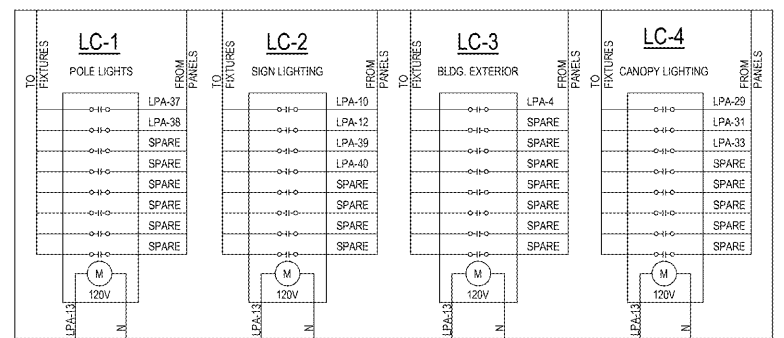 LC-1
POLE LIGHTS
TO
FIXTURES
FROM
PANELS
LPA-37
LPA-38
SPARE
SPARE
SPARE
SPARE
SPARE
SPARE
M
120V
LPA-13
N
LC-2
SIGN LIGHTING
TO
FIXTURES
FROM
PANELS
LPA-10
LPA-12
LPA-39
LPA-40
SPARE
SPARE
SPARE
SPARE
M
120V
LPA-13
N
LC-3
BLDG. EXTERIOR
TO
FIXTURES
FROM
PANELS
LPA-4
SPARE
SPARE
SPARE
SPARE
SPARE
SPARE
SPARE
M
120V
LPA-13
N
LC-4
CANOPY LIGHTING
TO
FIXTURES
FROM
PANELS
LPA-29
LPA-31
LPA-33
SPARE
SPARE
SPARE
SPARE
SPARE
M
120V
LPA-13
N